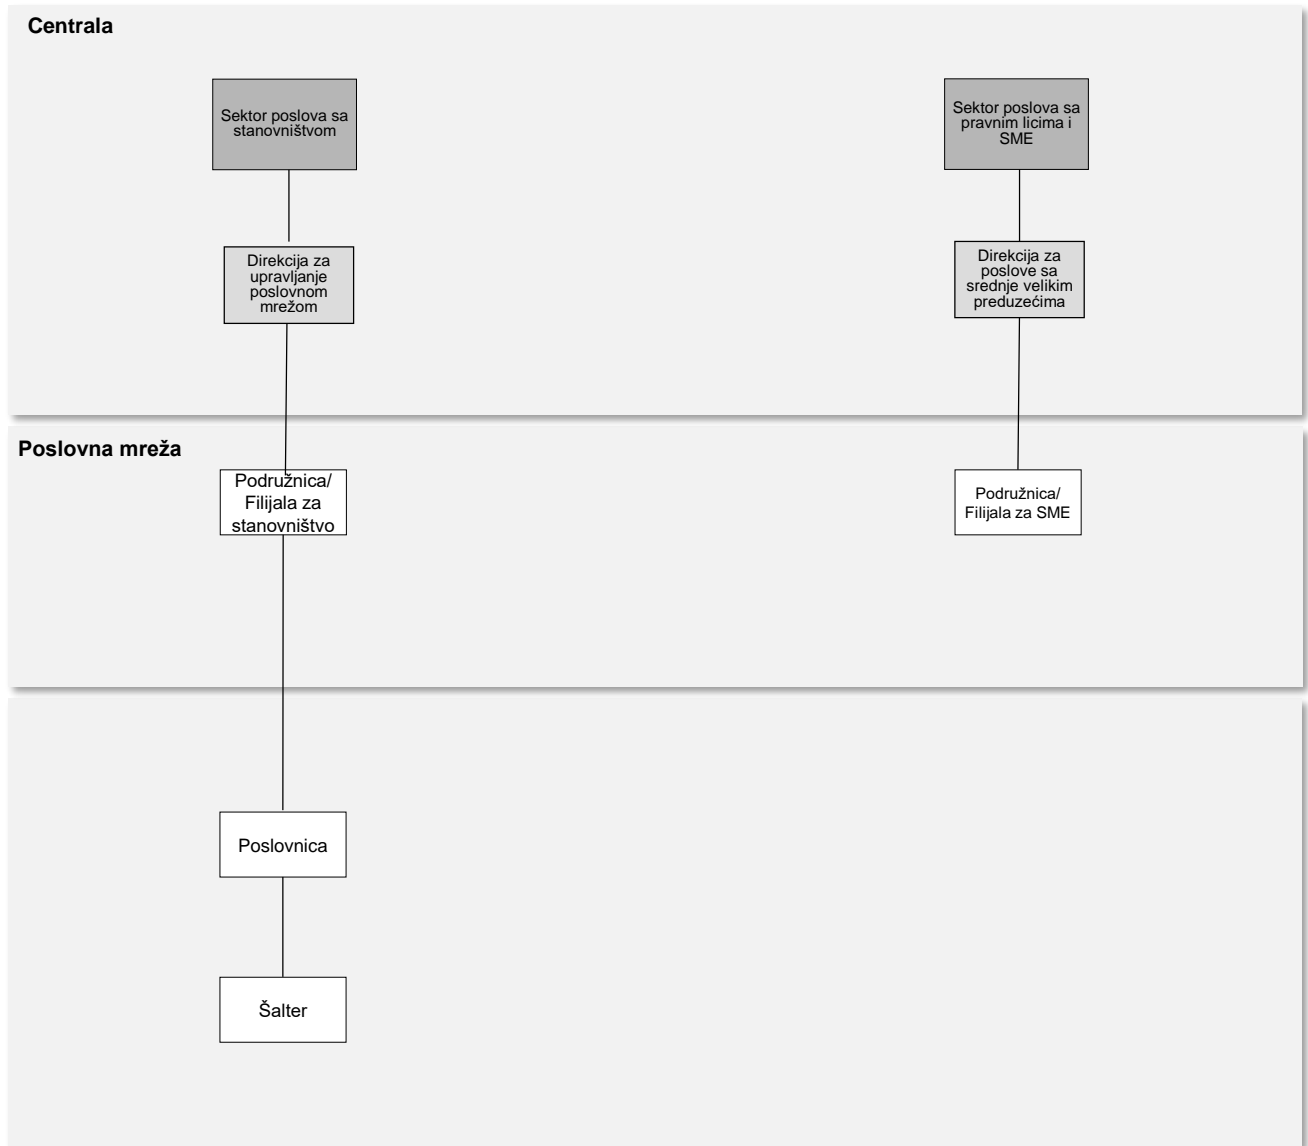 Centrala
Sektor poslova sa
stanovništvom
Sektor poslova sa
pravnim licima i
SME
Direkcija za
upravljanje
poslovnom
mrežom
Direkcija za
poslove sa
srednje velikim
preduzećima
Poslovna mreža
Podružnica/
Filijala za
stanovništvo
Podružnica/
Filijala za SME
Poslovnica
Šalter